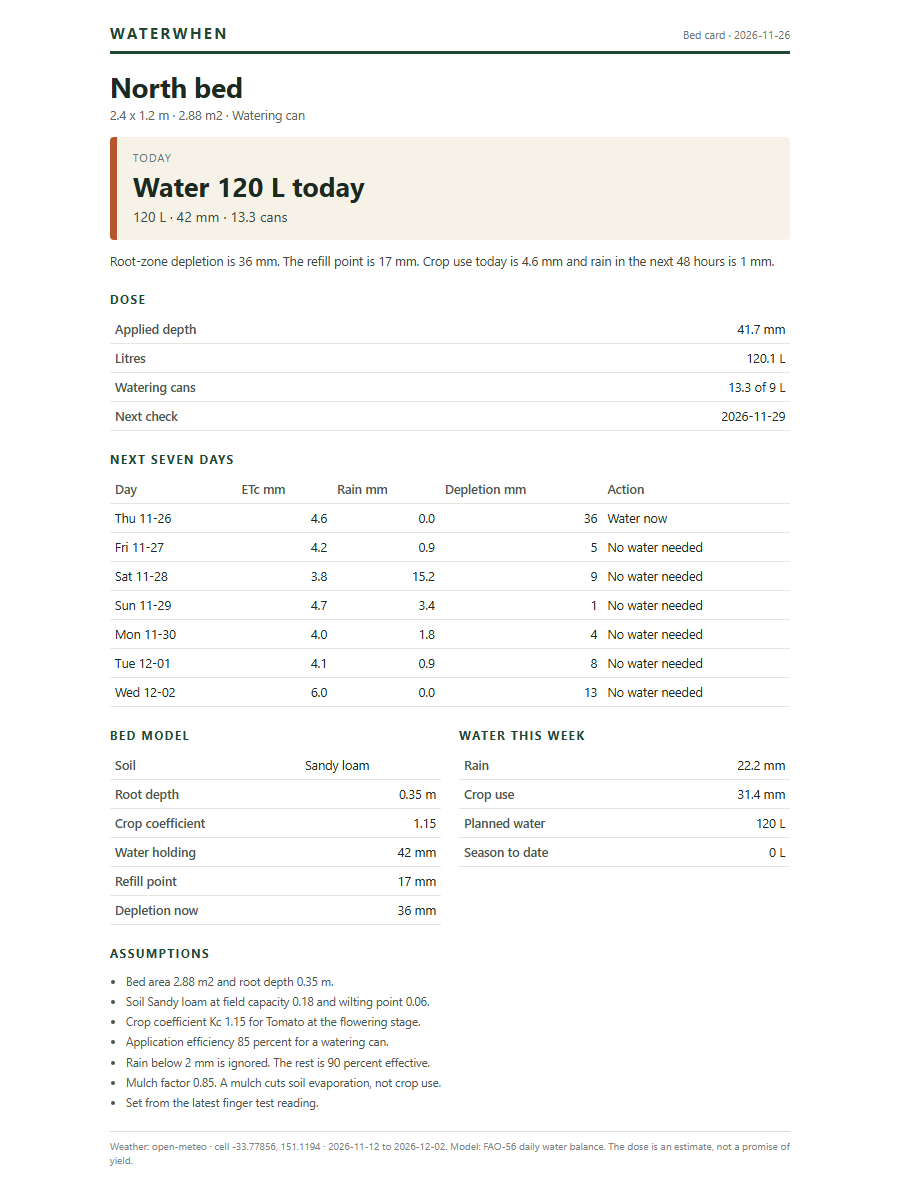 WATERWHEN
Bed card · 2026-11-26
North bed
2.4 x 1.2 m · 2.88 m2 · Watering can
TODAY
Water 120 L today
120 L · 42 mm · 13.3 cans
Root-zone depletion is 36 mm. The refill point is 17 mm. Crop use today is 4.6 mm and rain in the next 48 hours is 1 mm.
DOSE
Applied depth 41.7 mm
Litres 120.1 L
Watering cans 13.3 of 9 L
Next check 2026-11-29
NEXT SEVEN DAYS
Day ETc mm Rain mm Depletion mm Action
Thu 11-26 4.6 0.0 36 Water now
Fri 11-27 4.2 0.9 5 No water needed
Sat 11-28 3.8 15.2 9 No water needed
Sun 11-29 4.7 3.4 1 No water needed
Mon 11-30 4.0 1.8 4 No water needed
Tue 12-01 4.1 0.9 8 No water needed
Wed 12-02 6.0 0.0 13 No water needed
BED MODEL
Soil Sandy loam
Root depth 0.35 m
Crop coefficient 1.15
Water holding 42 mm
Refill point 17 mm
Depletion now 36 mm
WATER THIS WEEK
Rain 22.2 mm
Crop use 31.4 mm
Planned water 120 L
Season to date 0 L
ASSUMPTIONS
• Bed area 2.88 m2 and root depth 0.35 m.
• Soil Sandy loam at field capacity 0.18 and wilting point 0.06.
• Crop coefficient Kc 1.15 for Tomato at the flowering stage.
• Application efficiency 85 percent for a watering can.
• Rain below 2 mm is ignored. The rest is 90 percent effective.
• Mulch factor 0.85. A mulch cuts soil evaporation, not crop use.
• Set from the latest finger test reading.
Weather: open-meteo · cell -33.77856, 151.1194 · 2026-11-12 to 2026-12-02. Model: FAO-56 daily water balance. The dose is an estimate, not a promise of
yield.